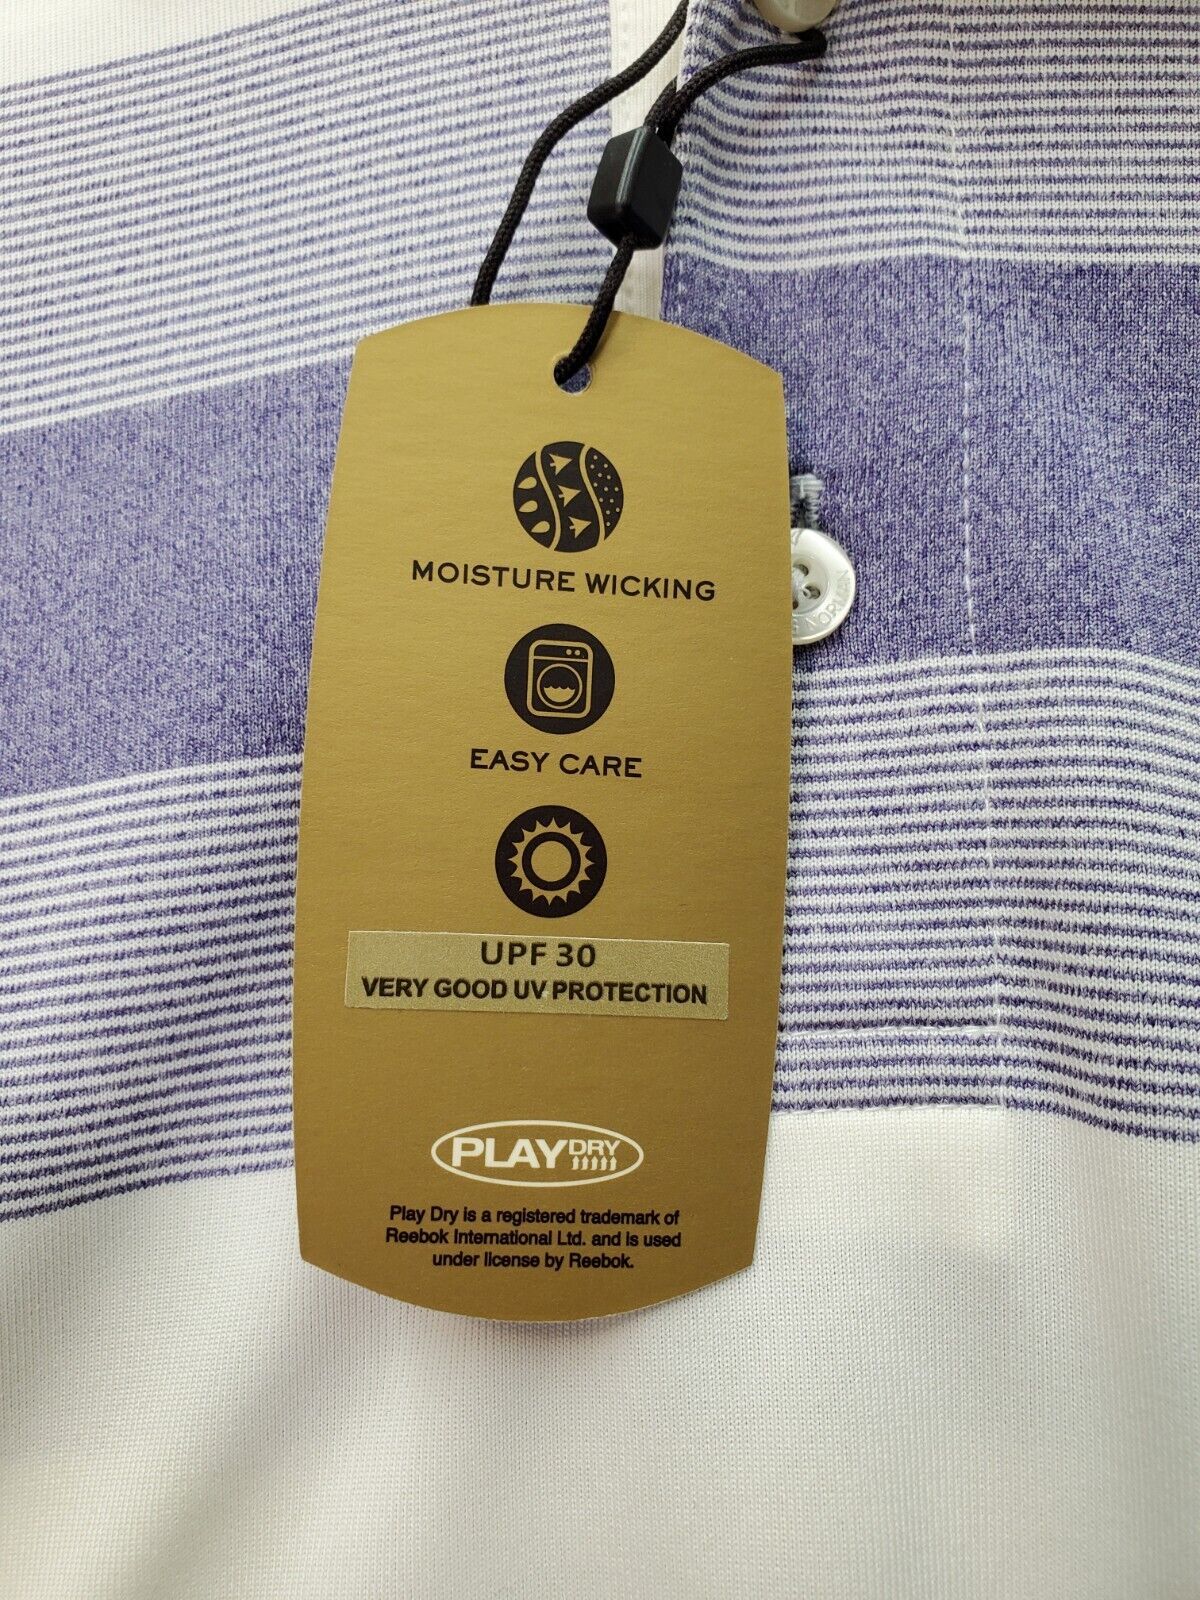 MOISTURE WICKING
EASY CARE
UPF 30
VERY GOOD UV PROTECTION
PLAY DRY
Play Dry is a registered trademark of
Reebok International Ltd. and is used
under license by Reebok.
NORMAN